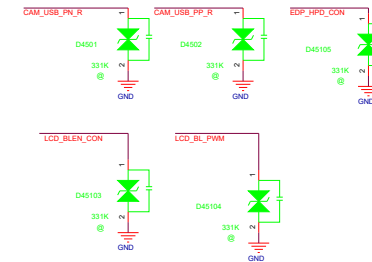 CAM_USB_PN_R
CAM_USB_PP_R
EDP_HPD_CON
1
D4501
331K
@
2
GND
1
D4502
331K
@
2
GND
1
D45105
331K
@
2
GND
LCD_BLEN_CON
LCD_BL_PWM
1
D45103
331K
@
2
GND
1
D45104
331K
@
2
GND